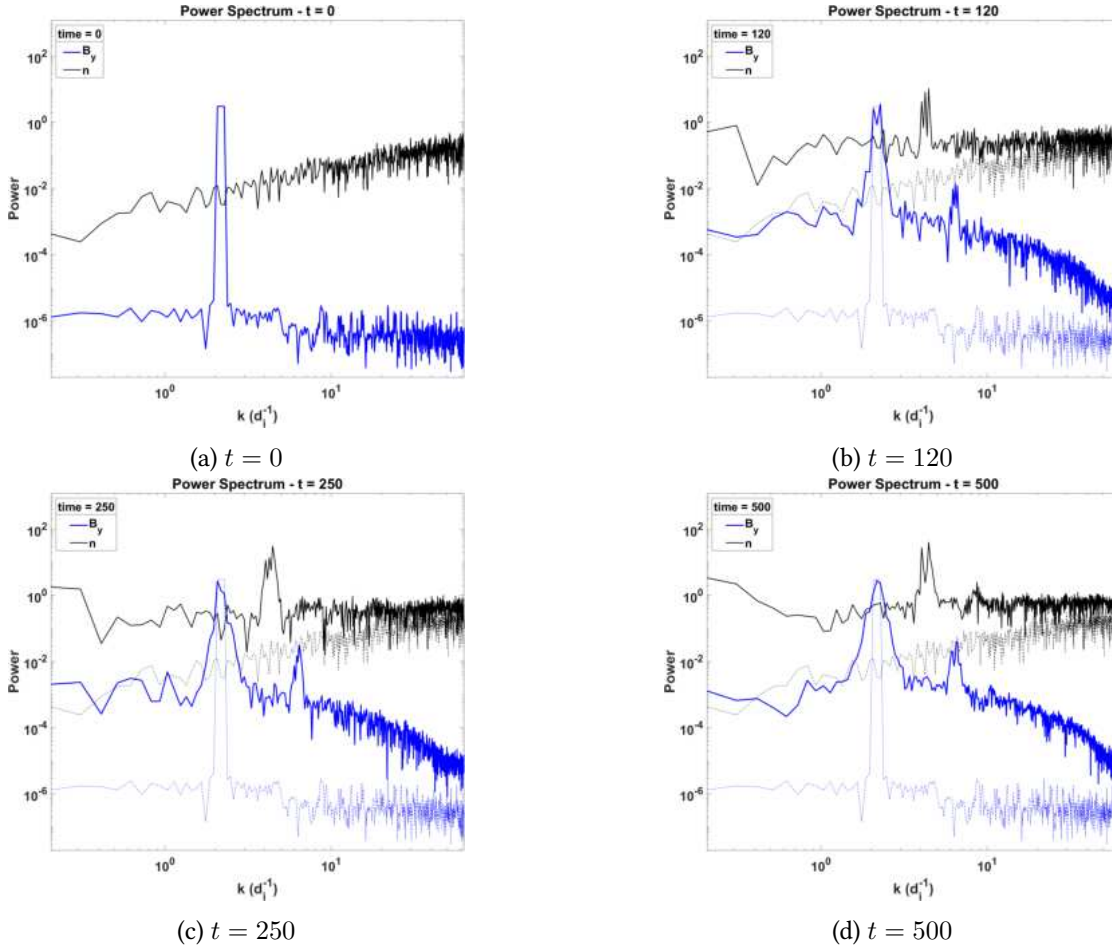 Power Spectrum - t = 0
time = 0
B_y
n
10^2
10^0
10^-2
10^-4
10^-6
Power
10^0
10^1
k (d_i^-1)
(a) t = 0
Power Spectrum - t = 120
time = 120
B_y
n
10^2
10^0
10^-2
10^-4
10^-6
Power
10^0
10^1
k (d_i^-1)
(b) t = 120
Power Spectrum - t = 250
time = 250
B_y
n
10^2
10^0
10^-2
10^-4
10^-6
Power
10^0
10^1
k (d_i^-1)
(c) t = 250
Power Spectrum - t = 500
time = 500
B_y
n
10^2
10^0
10^-2
10^-4
10^-6
Power
10^0
10^1
k (d_i^-1)
(d) t = 500